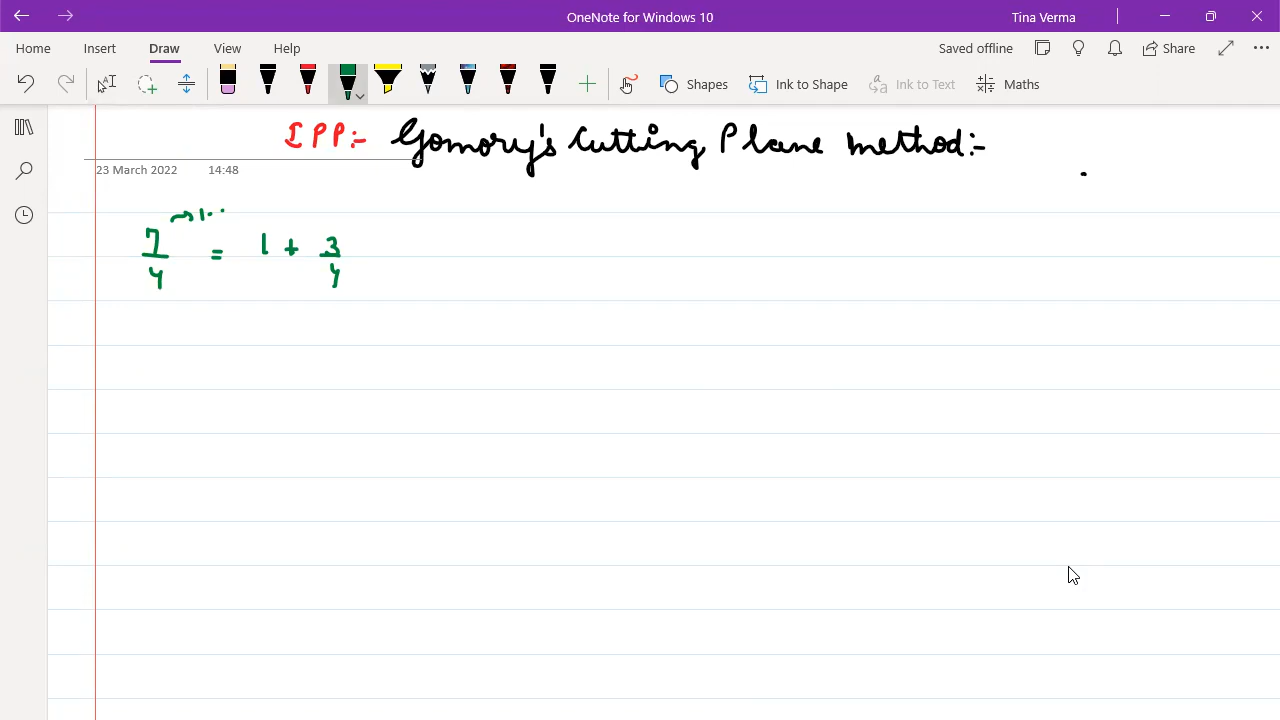 OneNote for Windows 10
Tina Verma
Home Insert Draw View Help
Saved offline Share
Shapes Ink to Shape Ink to Text Maths
IPP:- Gomory's Cutting Plane method:-
23 March 2022 14:48
→ 1..
7/4 = 1 + 3/4